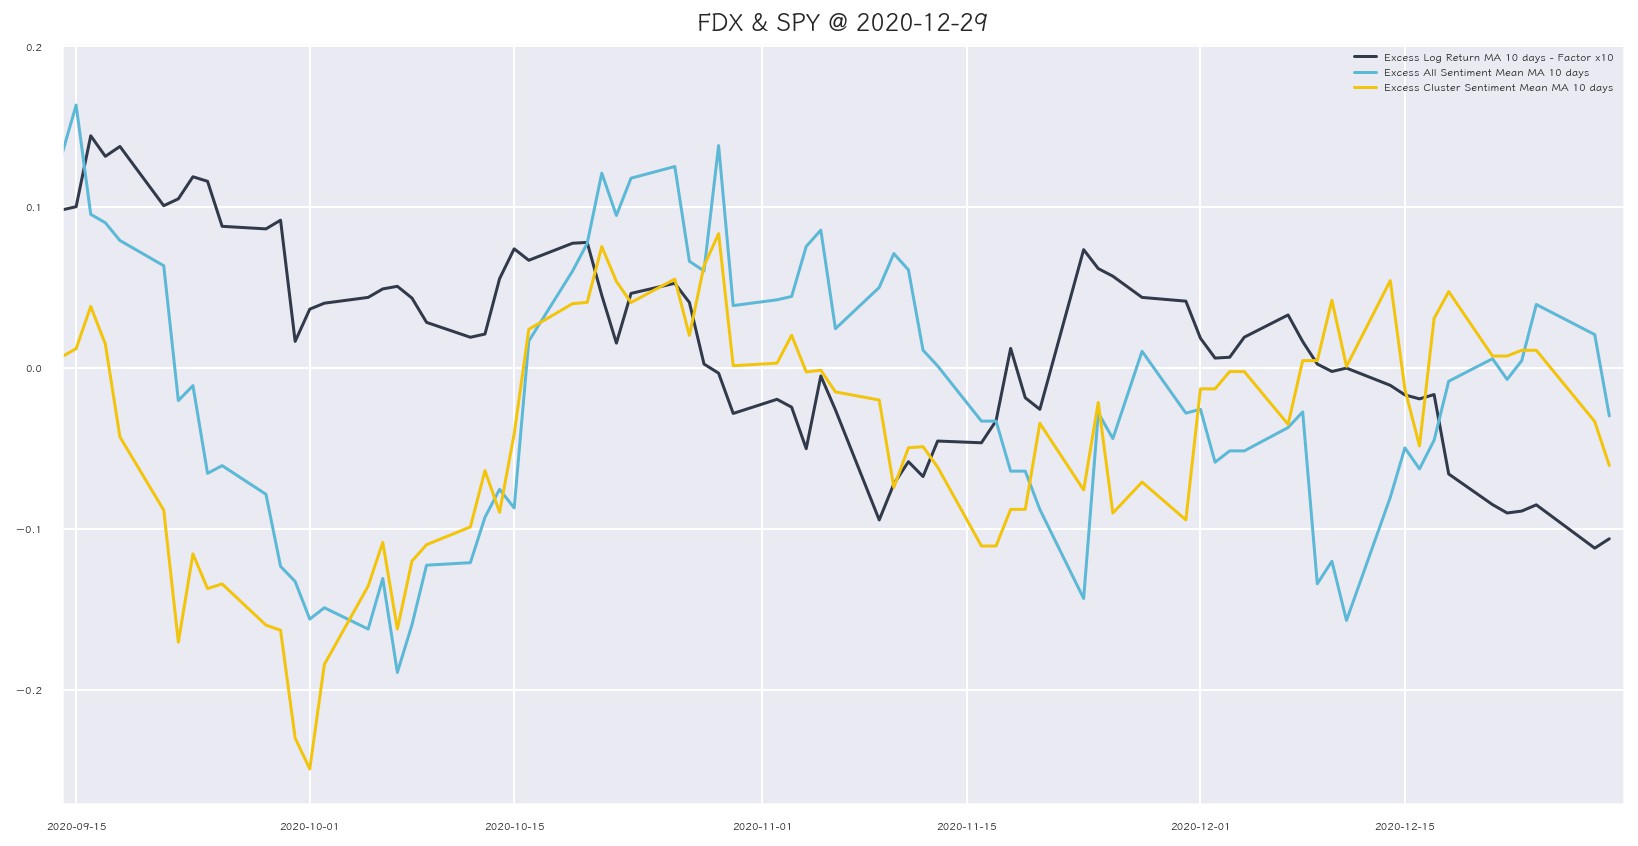 FDX & SPY @ 2020-12-29
Excess Log Return MA 10 days - Factor x10
Excess All Sentiment Mean MA 10 days
Excess Cluster Sentiment Mean MA 10 days
0.2
0.1
0.0
−0.1
−0.2
2020-09-15 2020-10-01 2020-10-15 2020-11-01 2020-11-15 2020-12-01 2020-12-15